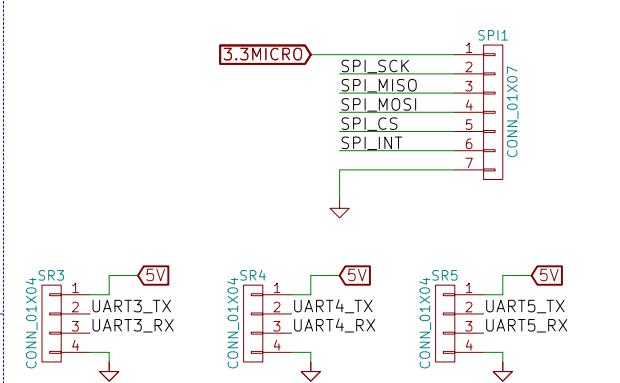 SPI1
3.3MICRO 1
SPI_SCK 2
SPI_MISO 3
SPI_MOSI 4
SPI_CS 5
SPI_INT 6
7
CONN_01X07
SR3 5V
1
UART3_TX 2
UART3_RX 3
4
CONN_01X04
SR4 5V
1
UART4_TX 2
UART4_RX 3
4
CONN_01X04
SR5 5V
1
UART5_TX 2
UART5_RX 3
4
CONN_01X04